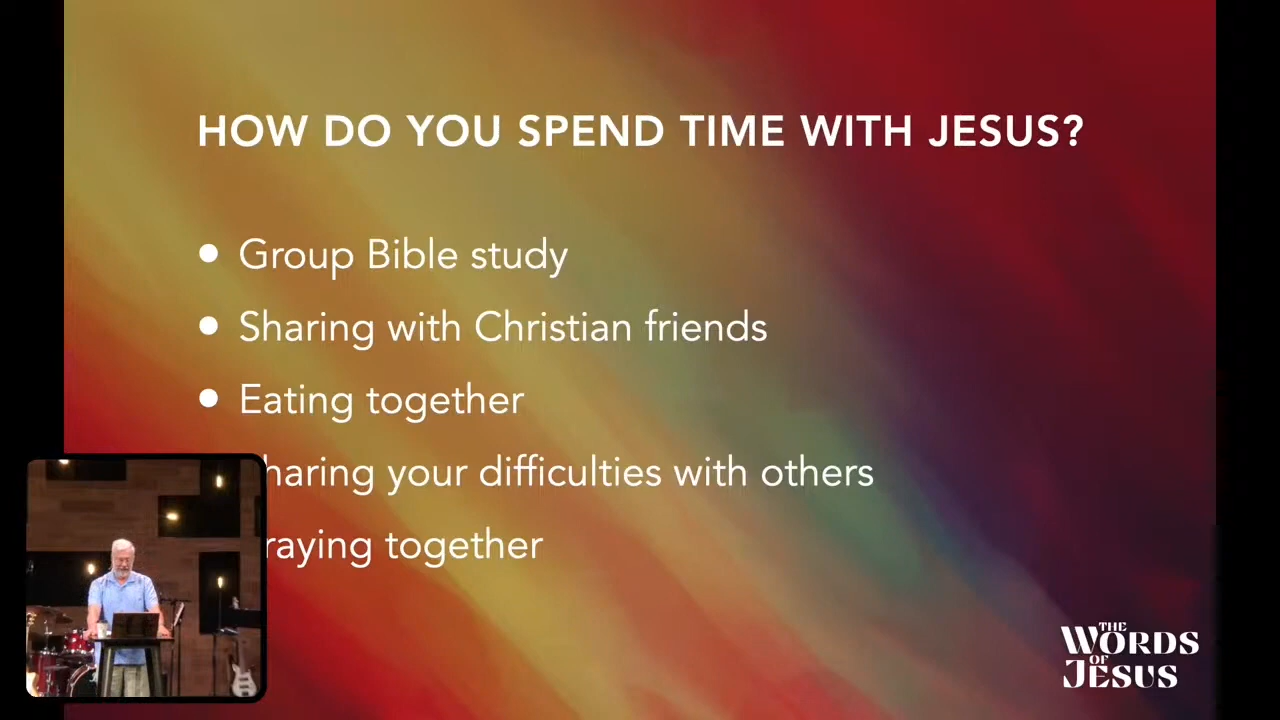 HOW DO YOU SPEND TIME WITH JESUS?
• Group Bible study
• Sharing with Christian friends
• Eating together
haring your difficulties with others
raying together
THE
WORDS
OF
JESUS